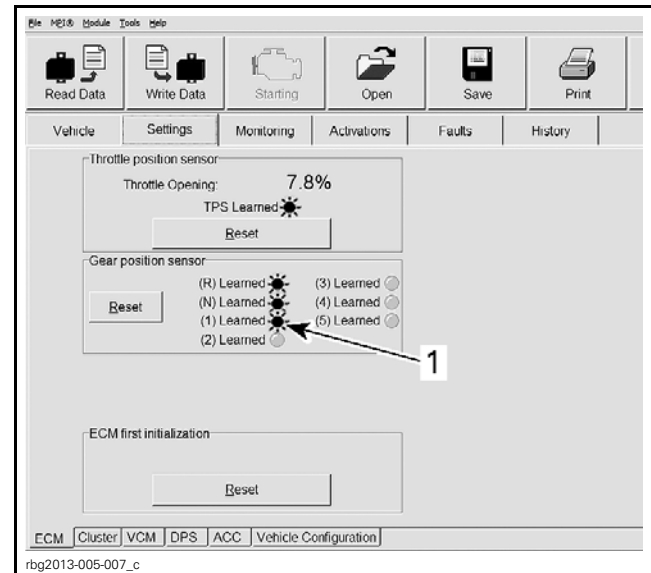 File MPI® Module Tools Help
Read Data Write Data Starting Open Save Print
Vehicle Settings Monitoring Activations Faults History
Throttle position sensor
Throttle Opening: 7.8%
TPS Learned
Reset
Gear position sensor
(R) Learned (3) Learned
Reset (N) Learned (4) Learned
(1) Learned (5) Learned
(2) Learned
1
ECM first initialization
Reset
ECM Cluster VCM DPS ACC Vehicle Configuration
rbg2013-005-007_c